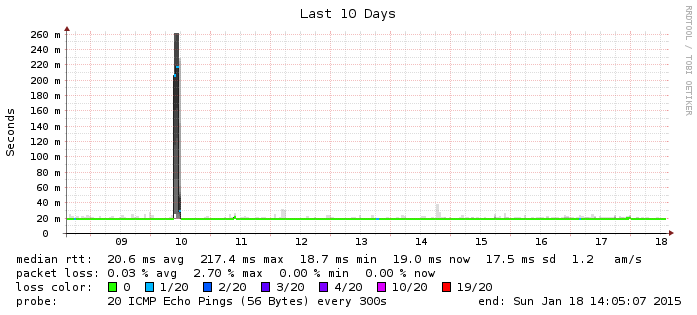 Last 10 Days
RRDTOOL / TOBI OETIKER
Seconds
260 m
240 m
220 m
200 m
180 m
160 m
140 m
120 m
100 m
80 m
60 m
40 m
20 m
0
09 10 11 12 13 14 15 16 17 18
median rtt: 20.6 ms avg 217.4 ms max 18.7 ms min 19.0 ms now 17.5 ms sd 1.2 am/s
packet loss: 0.03 % avg 2.70 % max 0.00 % min 0.00 % now
loss color: 0 1/20 2/20 3/20 4/20 10/20 19/20
probe: 20 ICMP Echo Pings (56 Bytes) every 300s end: Sun Jan 18 14:05:07 2015